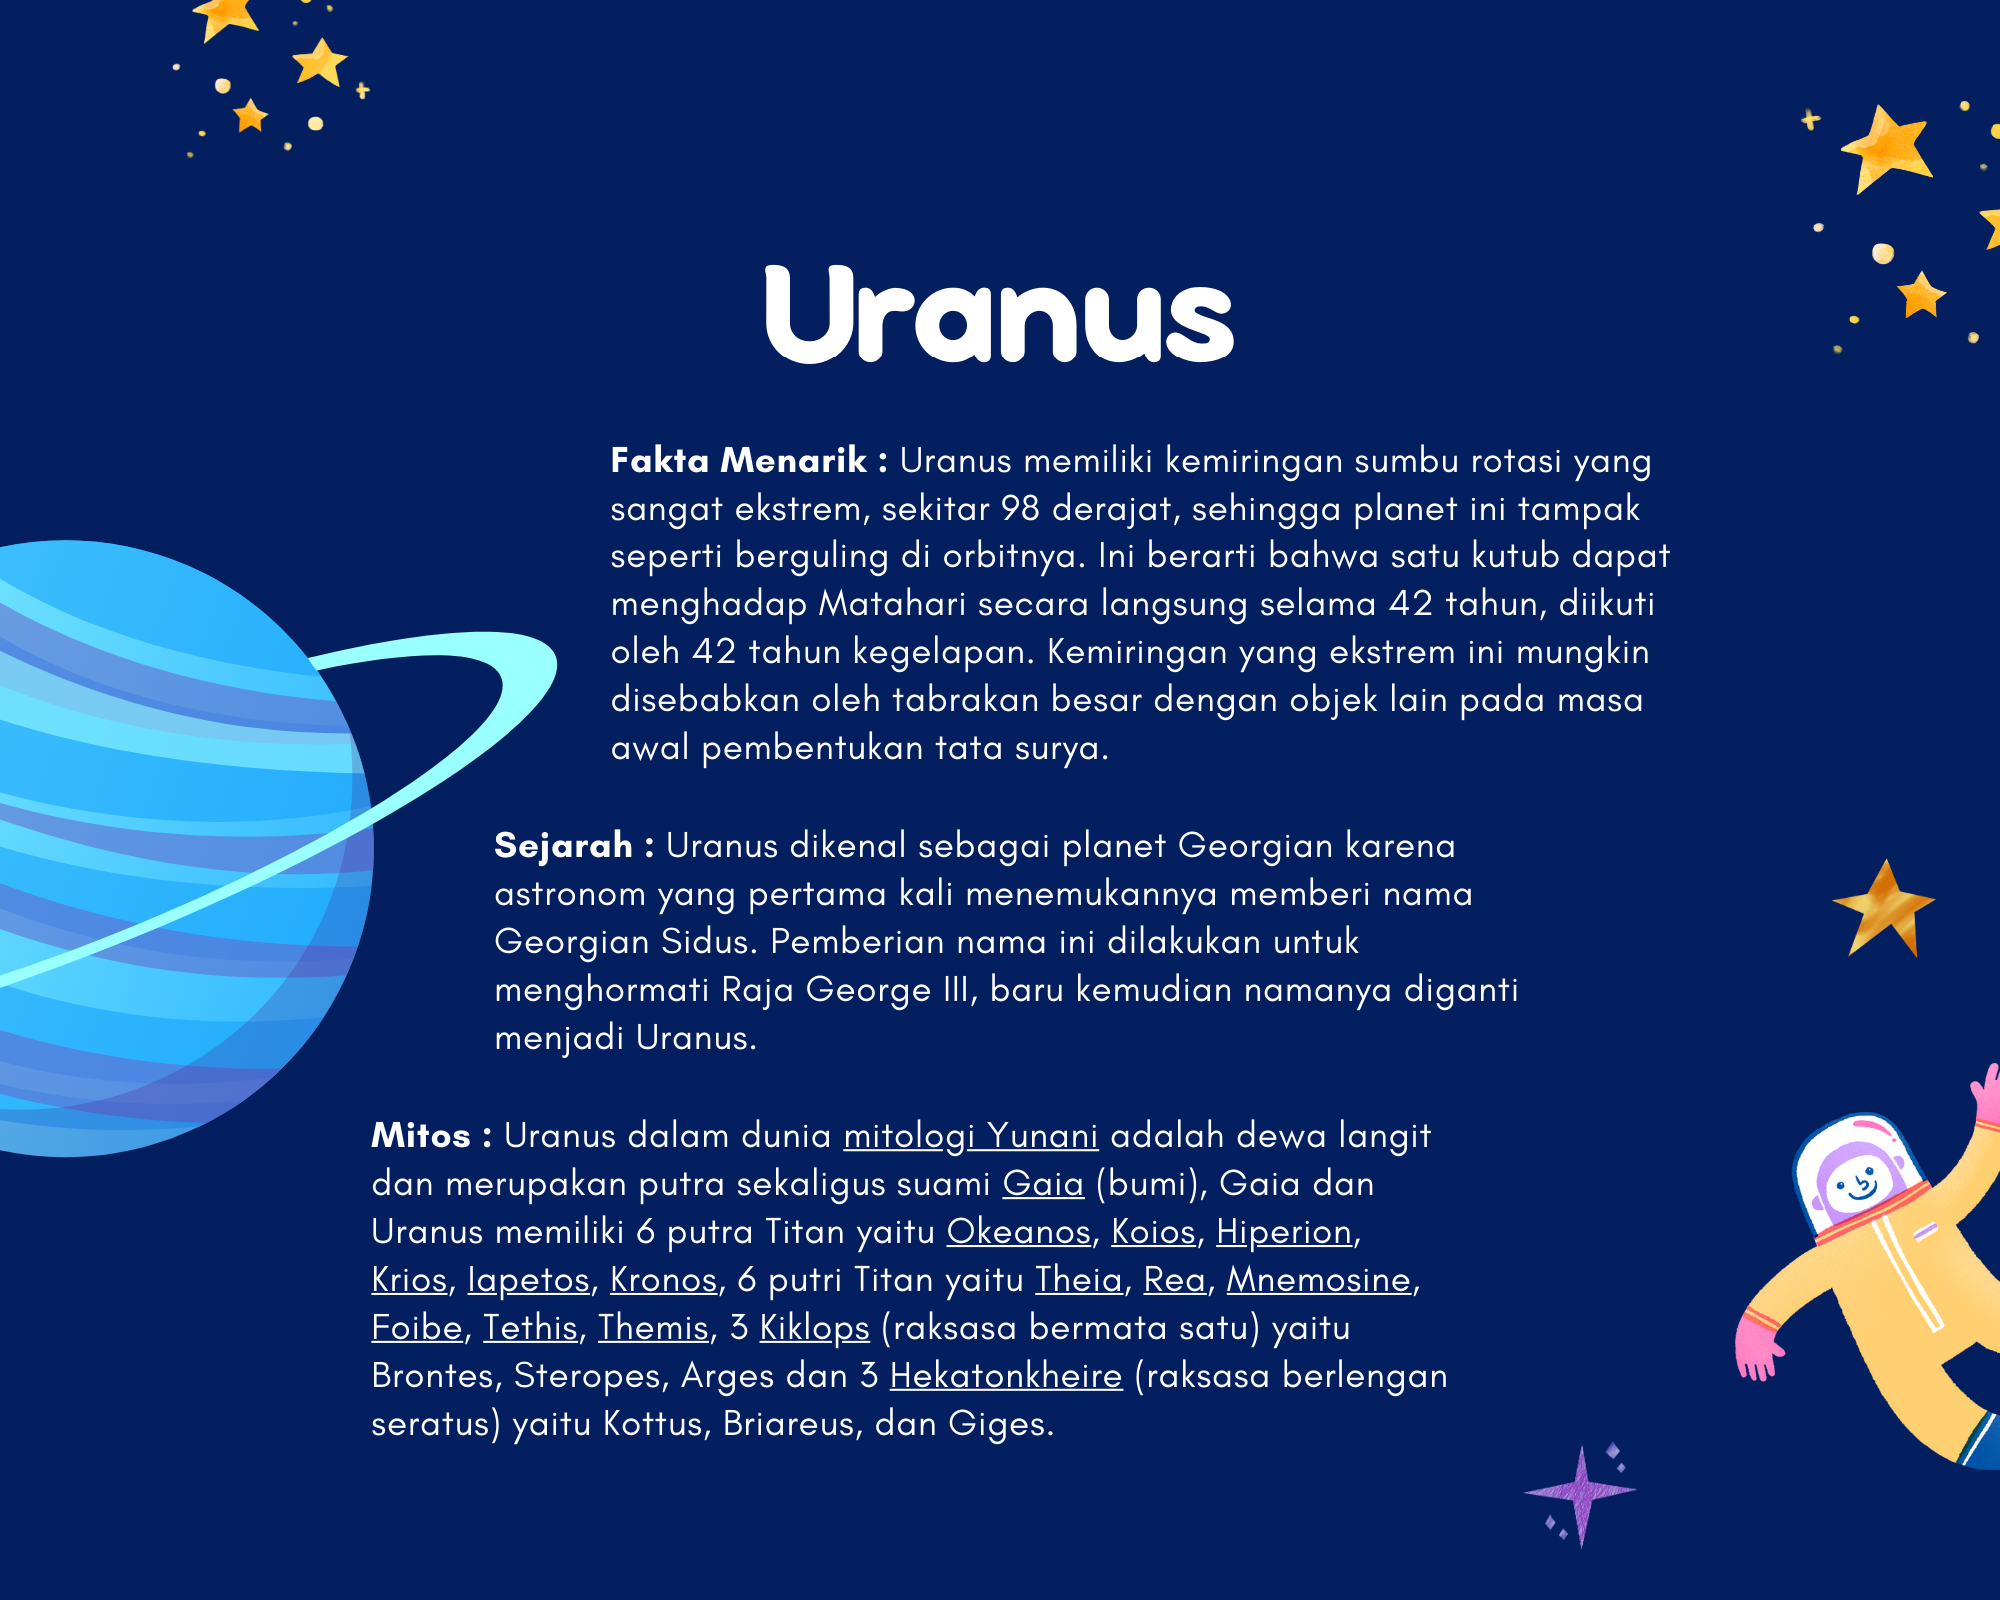 Uranus
Fakta Menarik : Uranus memiliki kemiringan sumbu rotasi yang
sangat ekstrem, sekitar 98 derajat, sehingga planet ini tampak
seperti berguling di orbitnya. Ini berarti bahwa satu kutub dapat
menghadap Matahari secara langsung selama 42 tahun, diikuti
oleh 42 tahun kegelapan. Kemiringan yang ekstrem ini mungkin
disebabkan oleh tabrakan besar dengan objek lain pada masa
awal pembentukan tata surya.
Sejarah : Uranus dikenal sebagai planet Georgian karena
astronom yang pertama kali menemukannya memberi nama
Georgian Sidus. Pemberian nama ini dilakukan untuk
menghormati Raja George III, baru kemudian namanya diganti
menjadi Uranus.
Mitos : Uranus dalam dunia mitologi Yunani adalah dewa langit
dan merupakan putra sekaligus suami Gaia (bumi), Gaia dan
Uranus memiliki 6 putra Titan yaitu Okeanos, Koios, Hiperion,
Krios, Iapetos, Kronos, 6 putri Titan yaitu Theia, Rea, Mnemosine,
Foibe, Tethis, Themis, 3 Kiklops (raksasa bermata satu) yaitu
Brontes, Steropes, Arges dan 3 Hekatonkheire (raksasa berlengan
seratus) yaitu Kottus, Briareus, dan Giges.